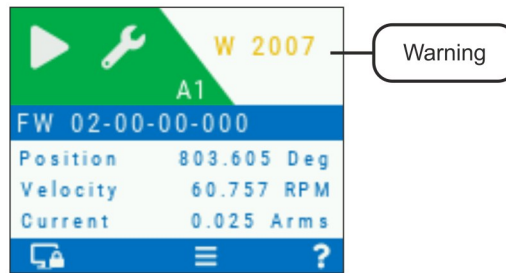 W 2007
Warning
A1
FW 02-00-00-000
Position 803.605 Deg
Velocity 60.757 RPM
Current 0.025 Arms
?